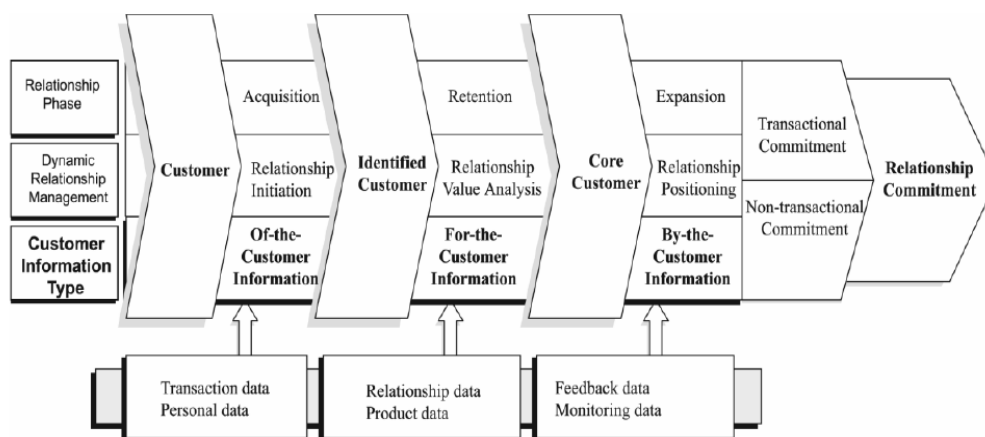 Relationship
Phase
Acquisition
Retention
Expansion
Dynamic
Relationship
Management
Customer
Relationship
Initiation
Identified
Customer
Relationship
Value Analysis
Core
Customer
Relationship
Positioning
Transactional
Commitment
Non-transactional
Commitment
Relationship
Commitment
Customer
Information
Type
Of-the-
Customer
Information
For-the-
Customer
Information
By-the-
Customer
Information
Transaction data
Personal data
Relationship data
Product data
Feedback data
Monitoring data